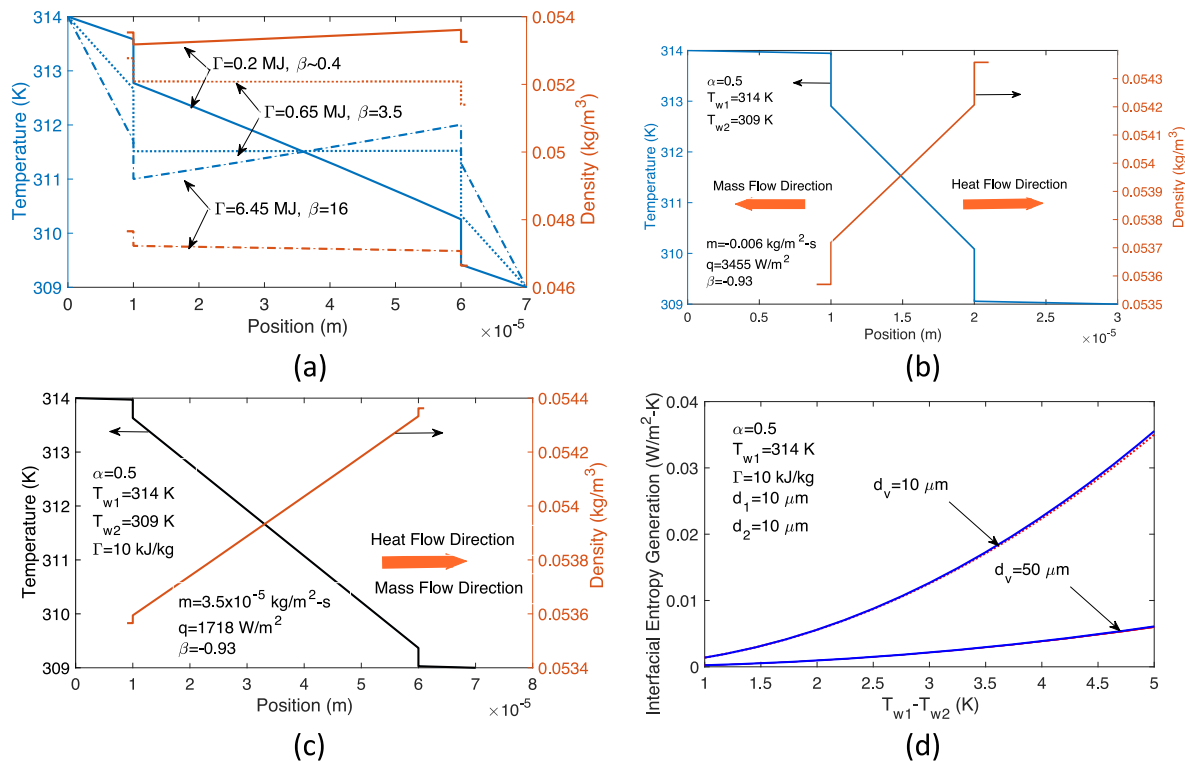 314
313
312
311
310
309
Temperature (K)
0 1 2 3 4 5 6 7
Position (m)
×10⁻⁵
0.054
0.052
0.05
0.048
0.046
Density (kg/m³)
Γ=0.2 MJ, β~0.4
Γ=0.65 MJ, β=3.5
Γ=6.45 MJ, β=16
(a)
314
313
312
311
310
309
Temperature (K)
0 0.5 1 1.5 2 2.5 3
Position (m)
×10⁻⁵
0.0543
0.0542
0.0541
0.054
0.0539
0.0538
0.0537
0.0536
0.0535
Density (kg/m³)
α=0.5
T_w1=314 K
T_w2=309 K
Mass Flow Direction
Heat Flow Direction
m=-0.006 kg/m²-s
q=3455 W/m²
β=-0.93
(b)
314
313
312
311
310
309
Temperature (K)
0 1 2 3 4 5 6 7 8
Position (m)
×10⁻⁵
0.0544
0.0542
0.054
0.0538
0.0536
0.0534
Density (kg/m³)
α=0.5
T_w1=314 K
T_w2=309 K
Γ=10 kJ/kg
Heat Flow Direction
Mass Flow Direction
m=3.5x10⁻⁵ kg/m²-s
q=1718 W/m²
β=-0.93
(c)
0.04
0.03
0.02
0.01
0
Interfacial Entropy Generation (W/m²-K)
1 1.5 2 2.5 3 3.5 4 4.5 5
T_w1-T_w2 (K)
α=0.5
T_w1=314 K
Γ=10 kJ/kg
d₁=10 μm
d₂=10 μm
d_v=10 μm
d_v=50 μm
(d)